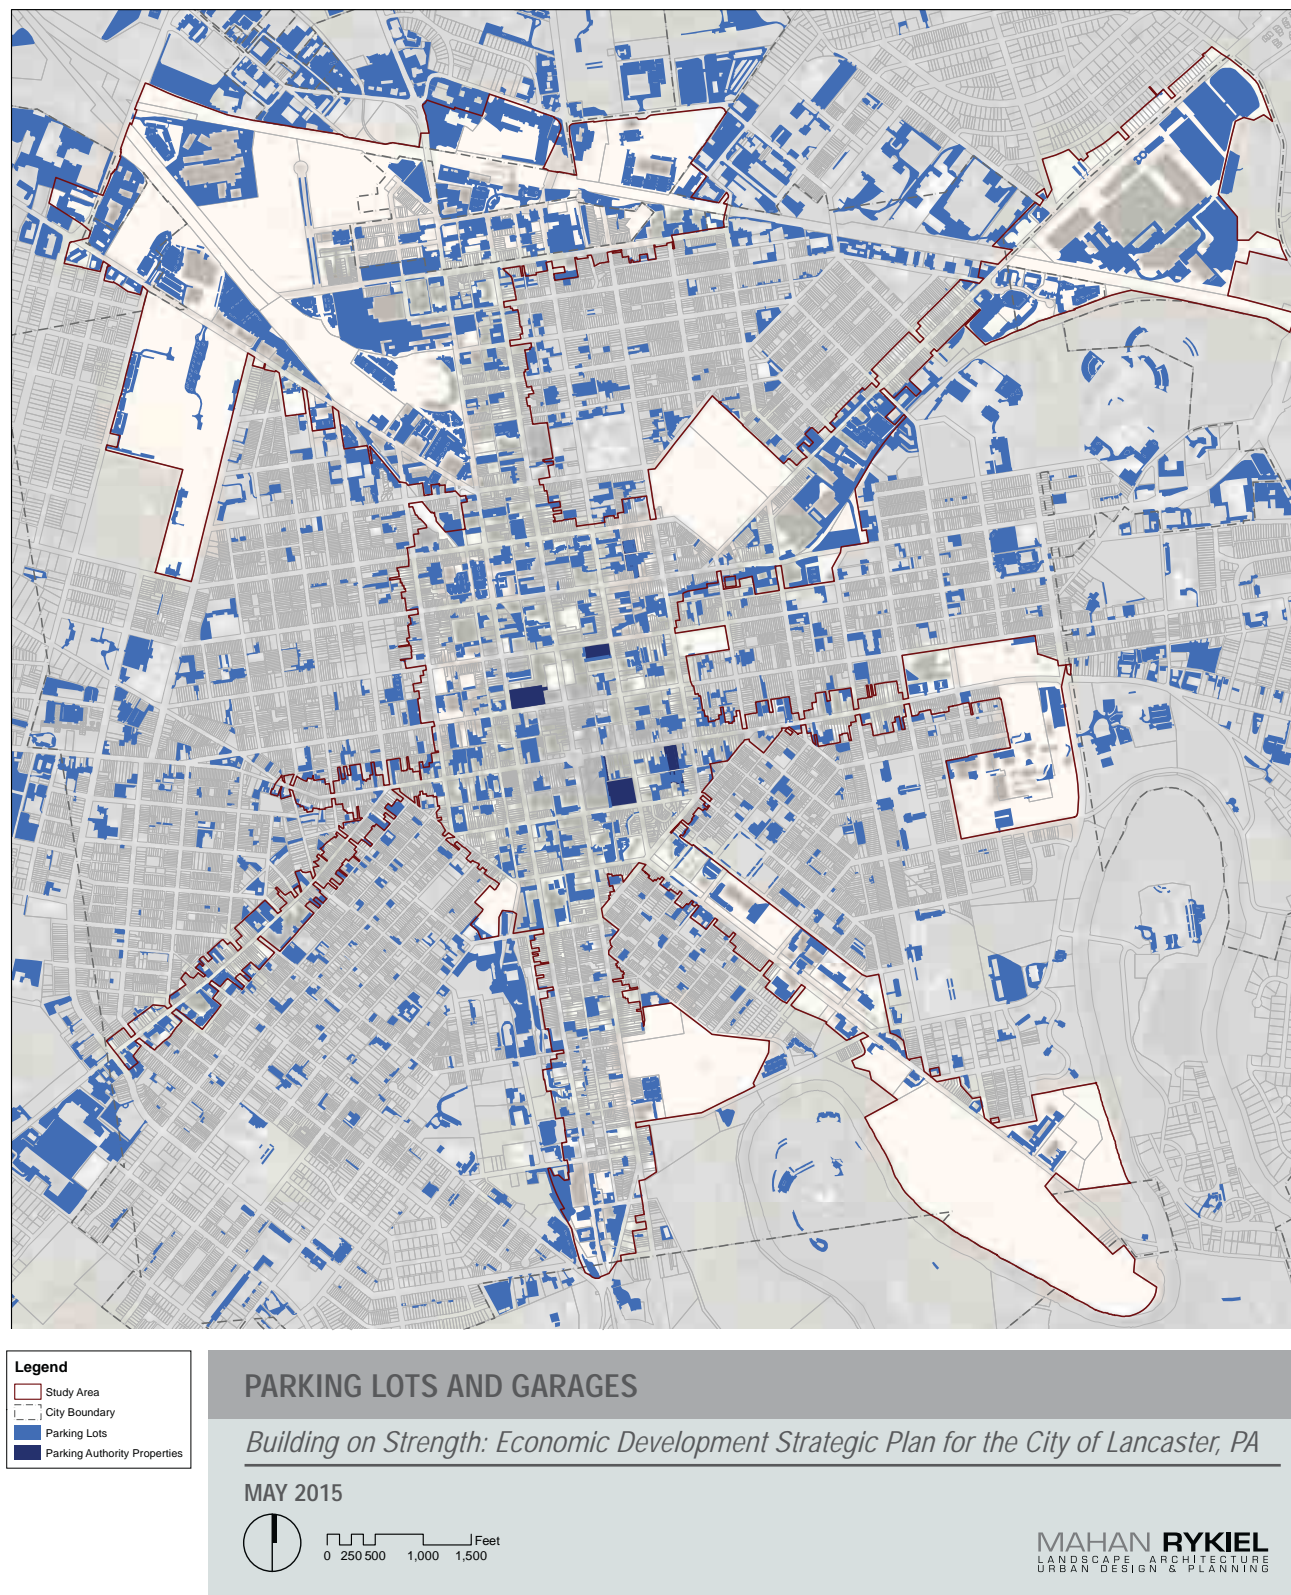 Legend
Study Area
City Boundary
Parking Lots
Parking Authority Properties
PARKING LOTS AND GARAGES
Building on Strength: Economic Development Strategic Plan for the City of Lancaster, PA
MAY 2015
Feet
0 250 500 1,000 1,500
MAHAN RYKIEL
LANDSCAPE ARCHITECTURE
URBAN DESIGN & PLANNING